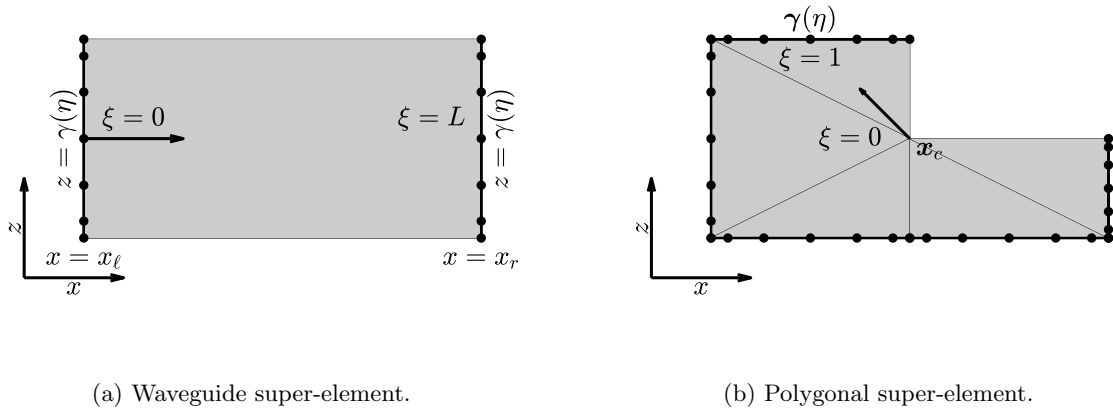 z = γ(η)
ξ = 0
ξ = L
z = γ(η)
z
x = x_ℓ
x = x_r
x
(a) Waveguide super-element.
γ(η)
ξ = 1
ξ = 0
x_c
z
x
(b) Polygonal super-element.